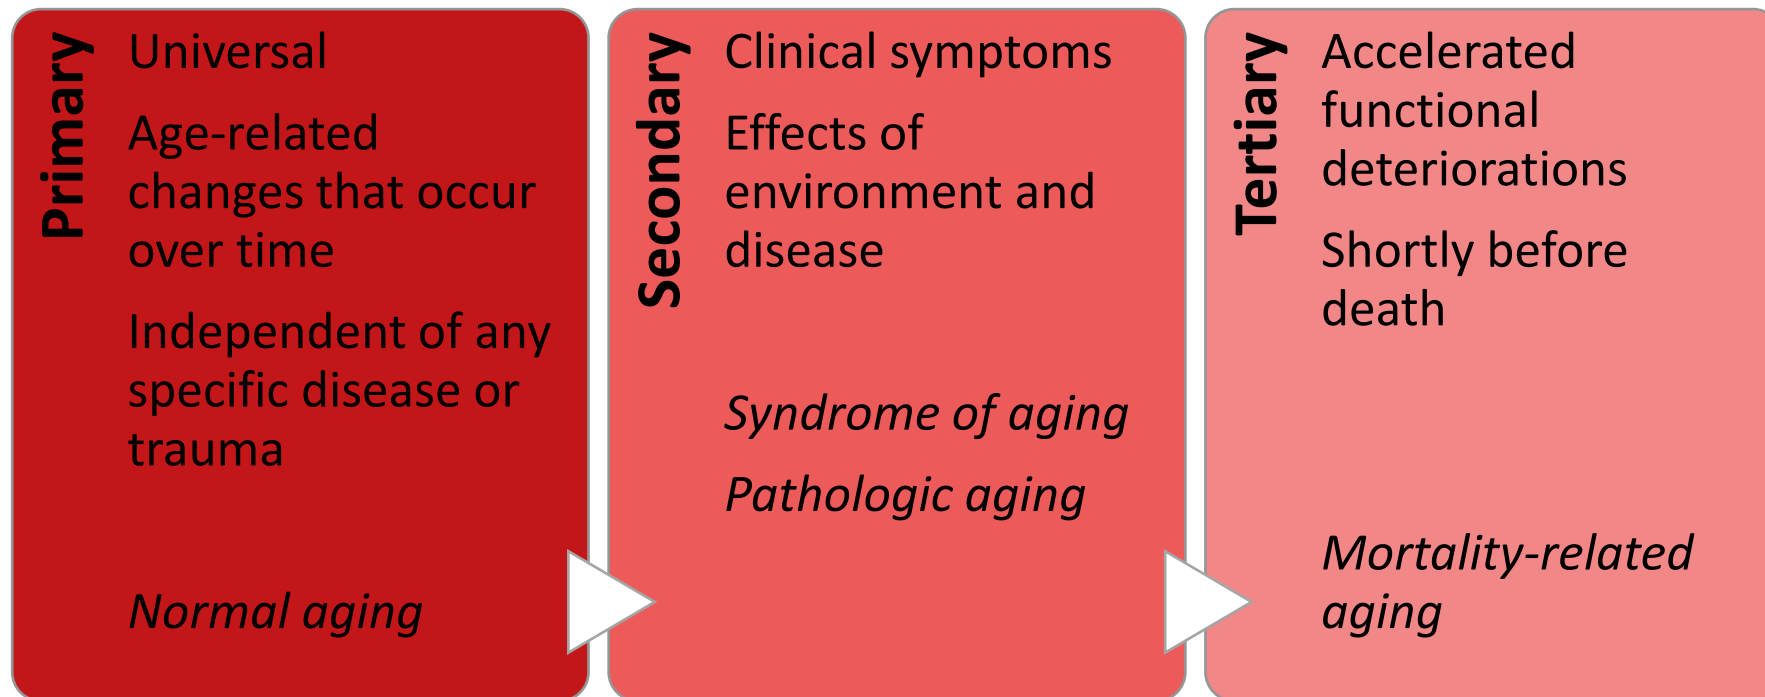 Primary
Universal
Age-related
changes that occur
over time
Independent of any
specific disease or
trauma
Normal aging
Secondary
Clinical symptoms
Effects of
environment and
disease
Syndrome of aging
Pathologic aging
Tertiary
Accelerated
functional
deteriorations
Shortly before
death
Mortality-related
aging